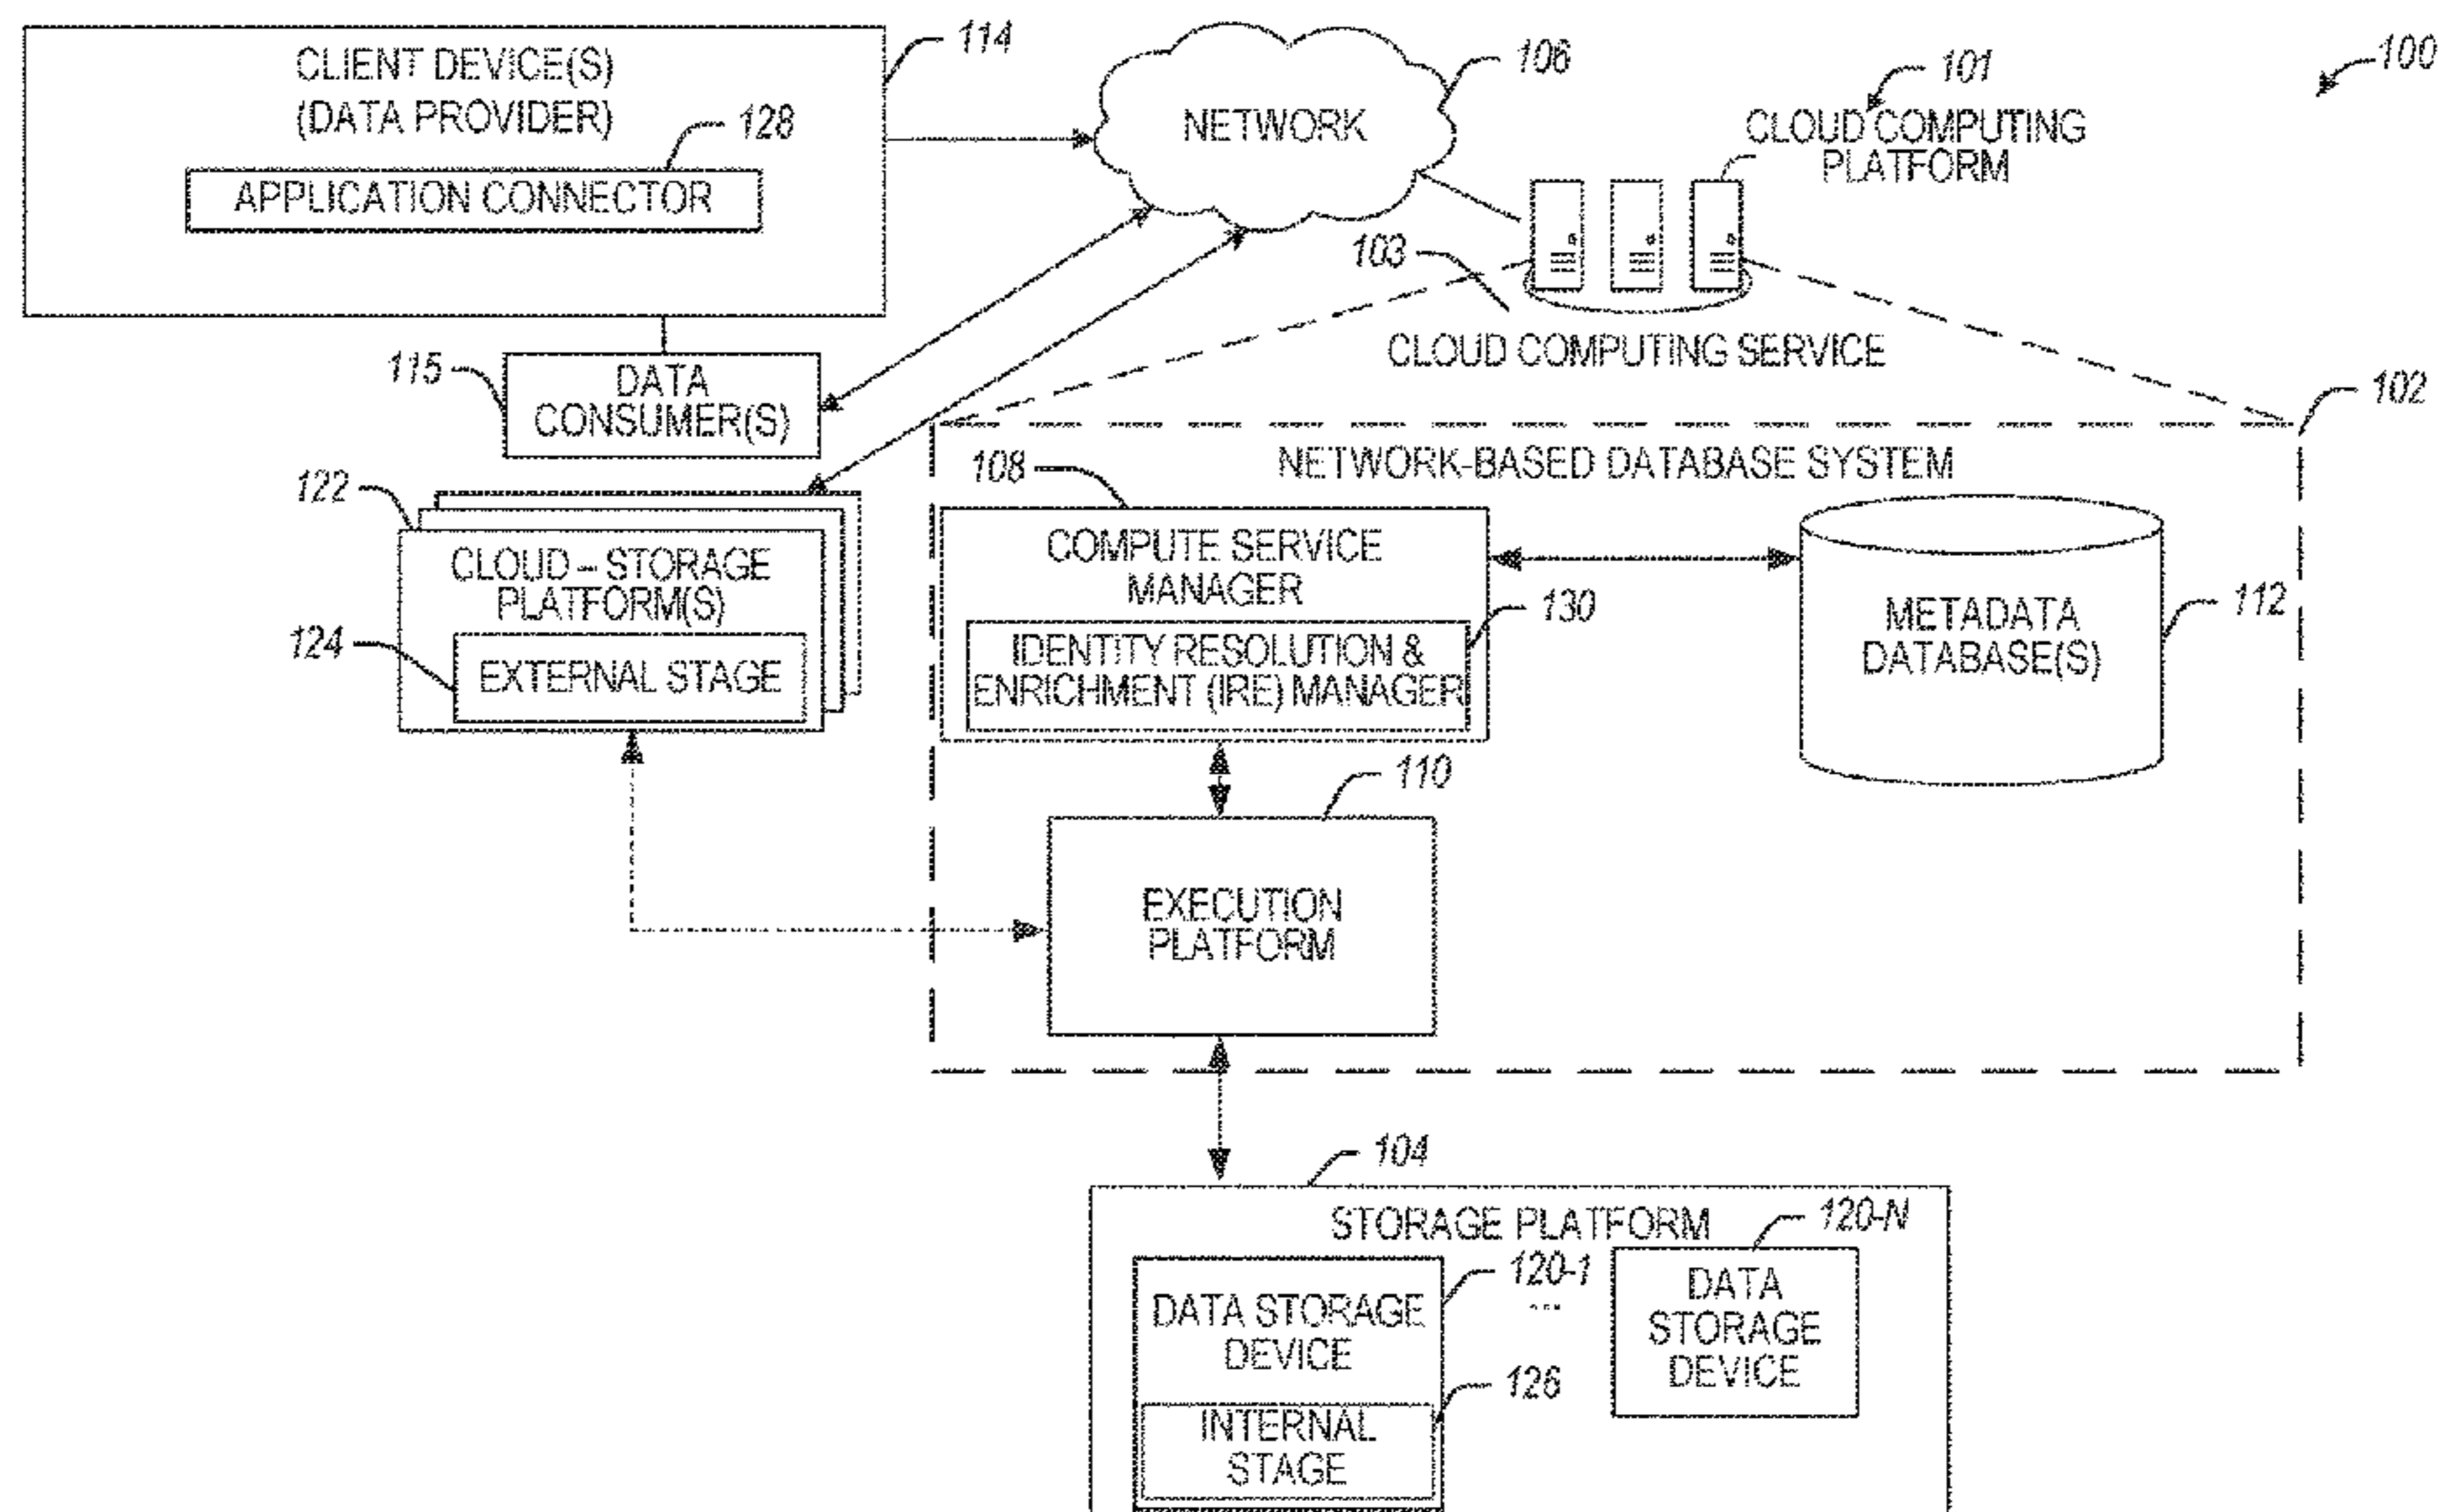 CLIENT DEVICE(S)
(DATA PROVIDER)
114
128
APPLICATION CONNECTOR
NETWORK
106
101
CLOUD COMPUTING
PLATFORM
100
103
CLOUD COMPUTING SERVICE
115
DATA
CONSUMER(S)
102
NETWORK-BASED DATABASE SYSTEM
122
CLOUD – STORAGE
PLATFORM(S)
124
EXTERNAL STAGE
108
COMPUTE SERVICE
MANAGER
130
IDENTITY RESOLUTION &
ENRICHMENT (IRE) MANAGER
METADATA
DATABASE(S)
112
110
EXECUTION
PLATFORM
104
STORAGE PLATFORM
120-1
DATA STORAGE
DEVICE
126
INTERNAL
STAGE
...
120-N
DATA
STORAGE
DEVICE